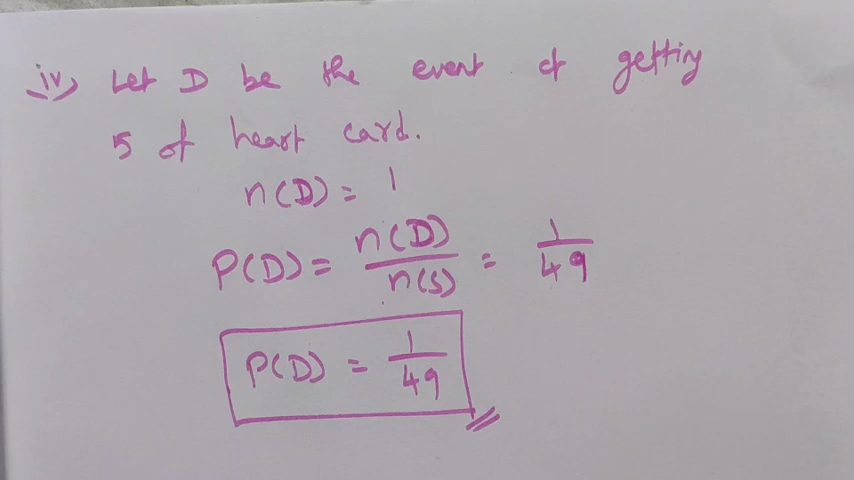 iv) Let D be the event of getting
5 of heart card.
n(D) = 1
P(D) = n(D)/n(S) = 1/49
P(D) = 1/49